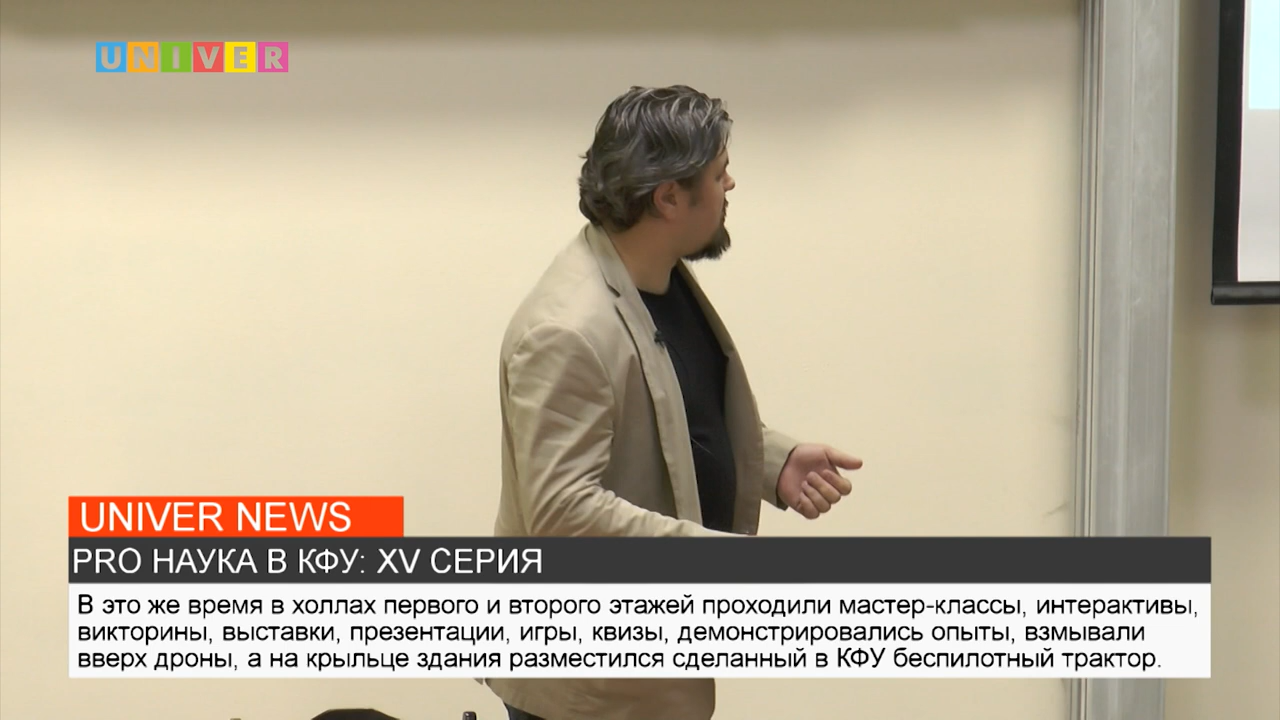 UNIVER
UNIVER NEWS
PRO НАУКА В КФУ: XV СЕРИЯ
В это же время в холлах первого и второго этажей проходили мастер-классы, интерактивы,
викторины, выставки, презентации, игры, квизы, демонстрировались опыты, взмывали
вверх дроны, а на крыльце здания разместился сделанный в КФУ беспилотный трактор.